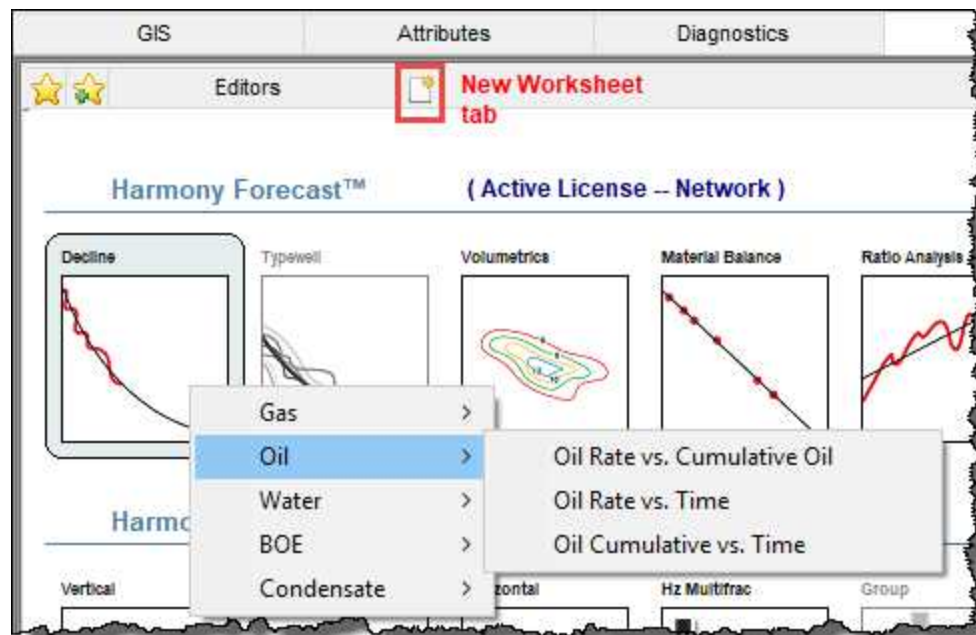 GIS Attributes Diagnostics
Editors New Worksheet
tab
Harmony Forecast™ ( Active License -- Network )
Decline Typewell Volumetrics Material Balance Ratio Analysis
Gas >
Oil > Oil Rate vs. Cumulative Oil
Water > Oil Rate vs. Time
BOE > Oil Cumulative vs. Time
Condensate >
Vertical Hz Multifrac Group